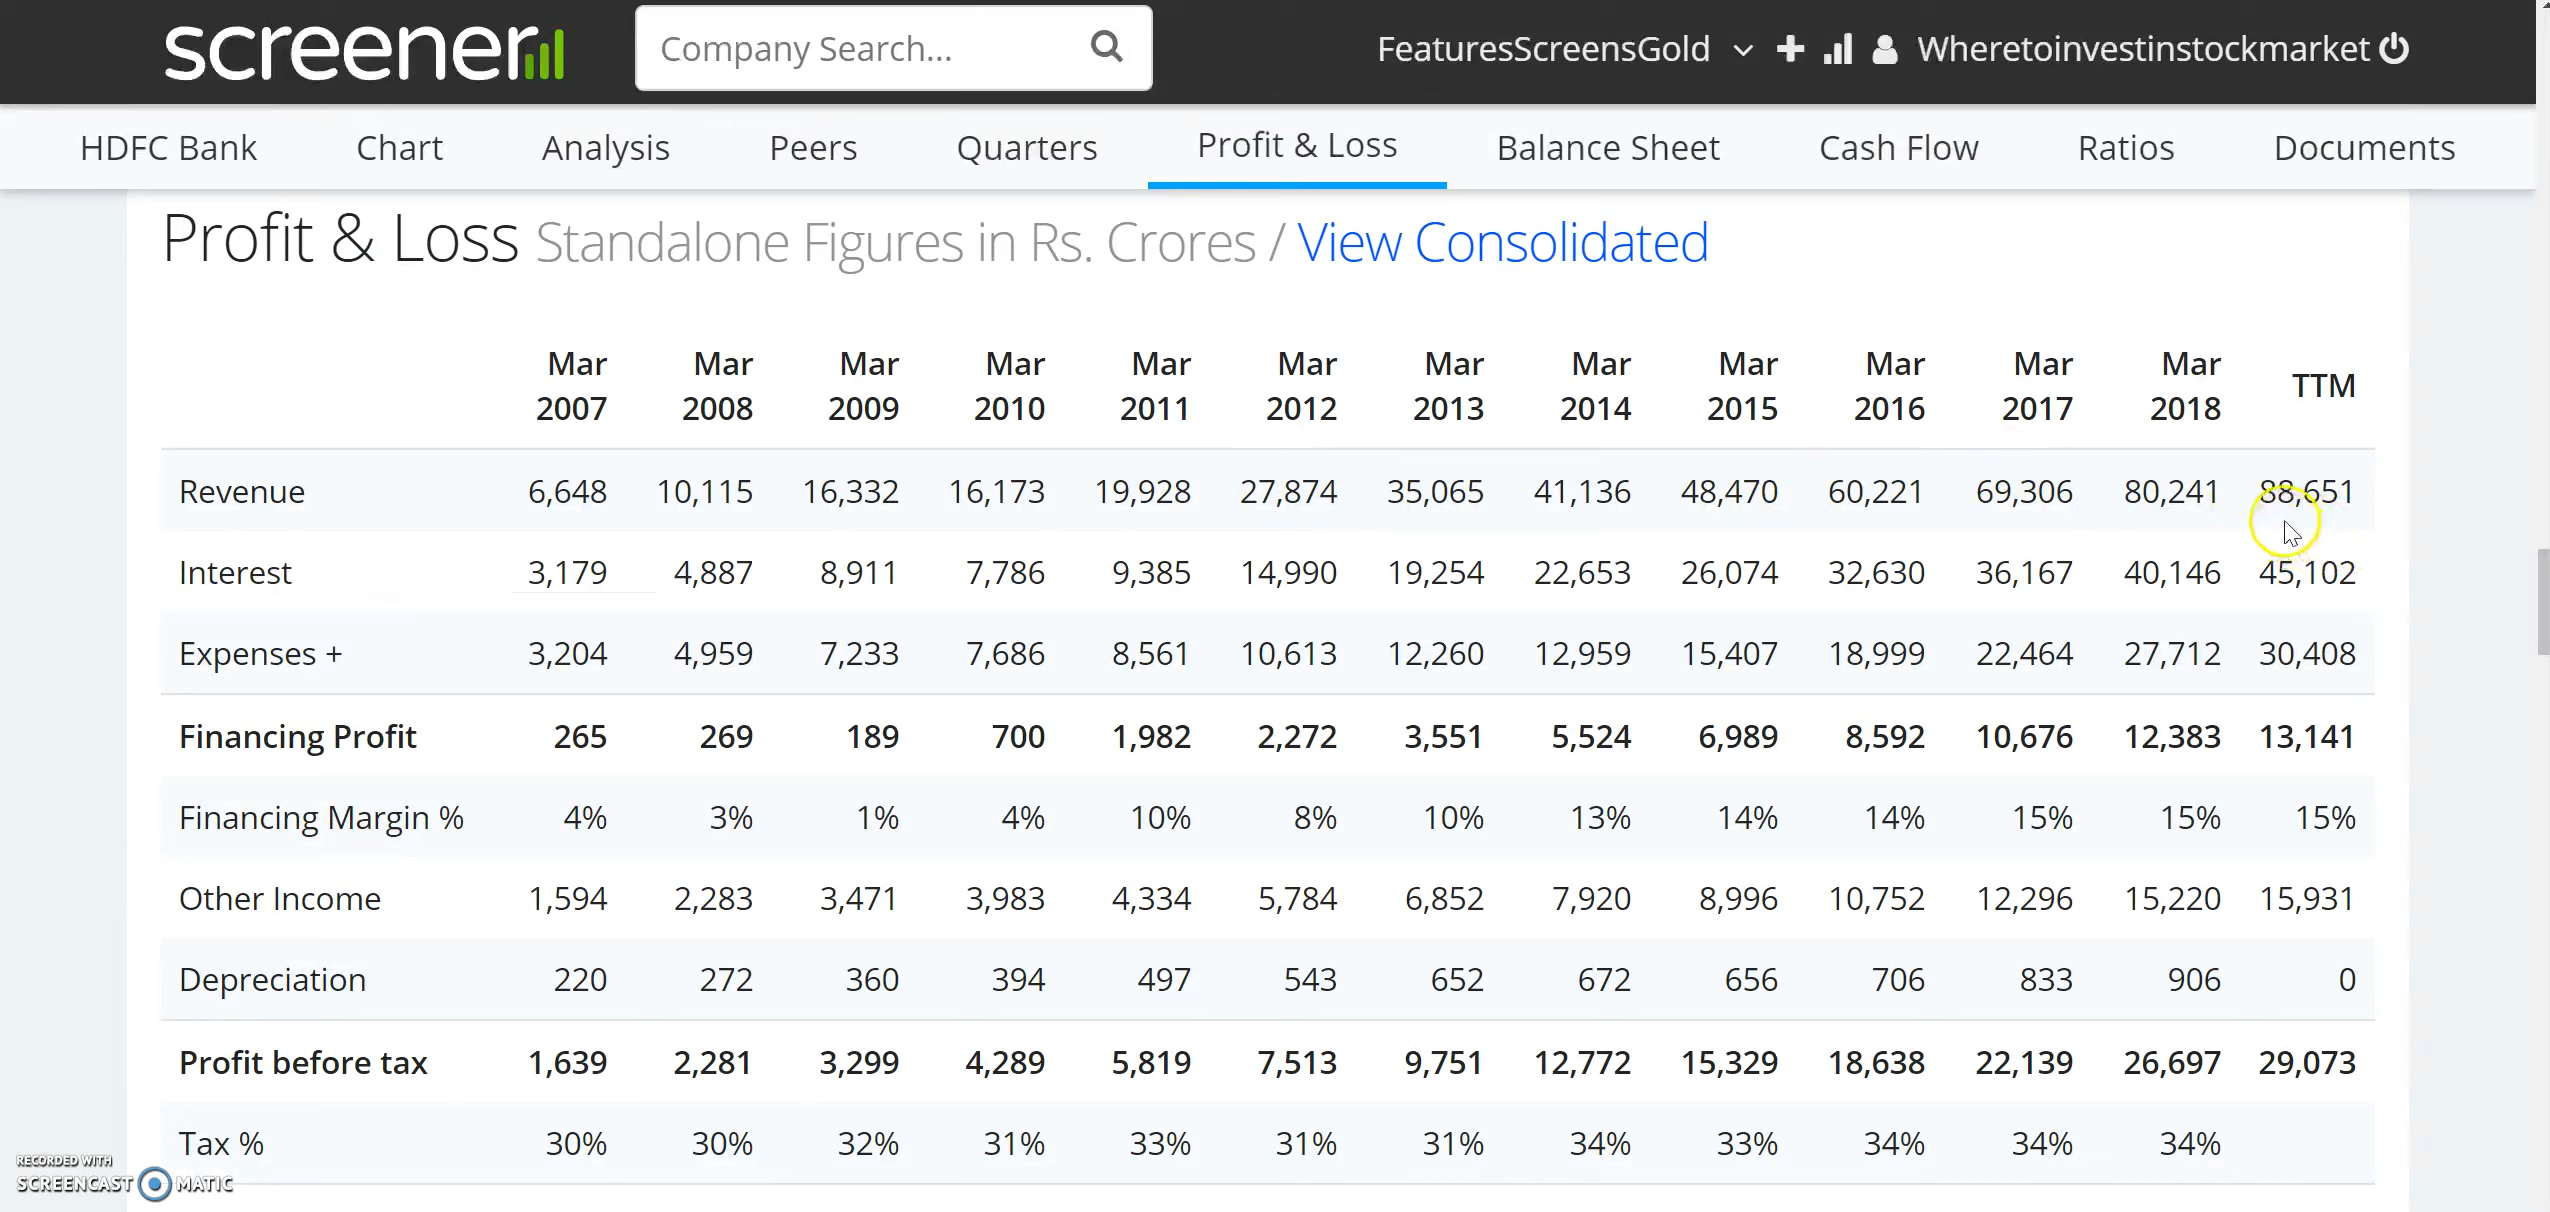 screener Company Search... FeaturesScreensGold Wheretoinvestinstockmarket
HDFC Bank Chart Analysis Peers Quarters Profit & Loss Balance Sheet Cash Flow Ratios Documents
Profit & Loss Standalone Figures in Rs. Crores / View Consolidated
Mar Mar Mar Mar Mar Mar Mar Mar Mar Mar Mar Mar TTM
2007 2008 2009 2010 2011 2012 2013 2014 2015 2016 2017 2018
Revenue 6,648 10,115 16,332 16,173 19,928 27,874 35,065 41,136 48,470 60,221 69,306 80,241 88,651
Interest 3,179 4,887 8,911 7,786 9,385 14,990 19,254 22,653 26,074 32,630 36,167 40,146 45,102
Expenses + 3,204 4,959 7,233 7,686 8,561 10,613 12,260 12,959 15,407 18,999 22,464 27,712 30,408
Financing Profit 265 269 189 700 1,982 2,272 3,551 5,524 6,989 8,592 10,676 12,383 13,141
Financing Margin % 4% 3% 1% 4% 10% 8% 10% 13% 14% 14% 15% 15% 15%
Other Income 1,594 2,283 3,471 3,983 4,334 5,784 6,852 7,920 8,996 10,752 12,296 15,220 15,931
Depreciation 220 272 360 394 497 543 652 672 656 706 833 906 0
Profit before tax 1,639 2,281 3,299 4,289 5,819 7,513 9,751 12,772 15,329 18,638 22,139 26,697 29,073
Tax % 30% 30% 32% 31% 33% 31% 31% 34% 33% 34% 34% 34%
RECORDED WITH
SCREENCAST MATIC